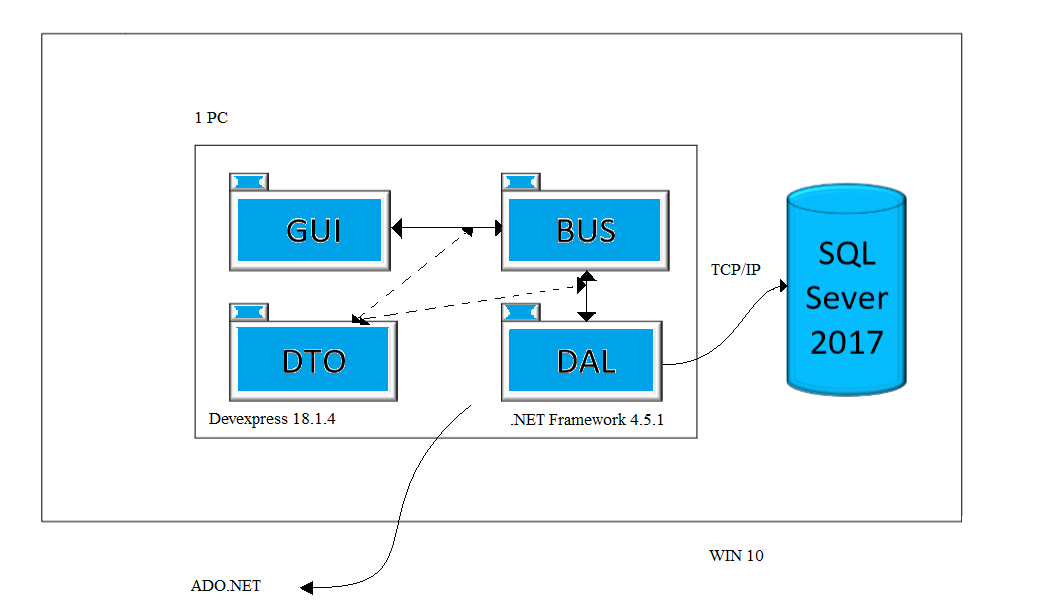 1 PC
GUI
BUS
TCP/IP
SQL
Sever
2017
DTO
DAL
Devexpress 18.1.4
.NET Framework 4.5.1
WIN 10
ADO.NET